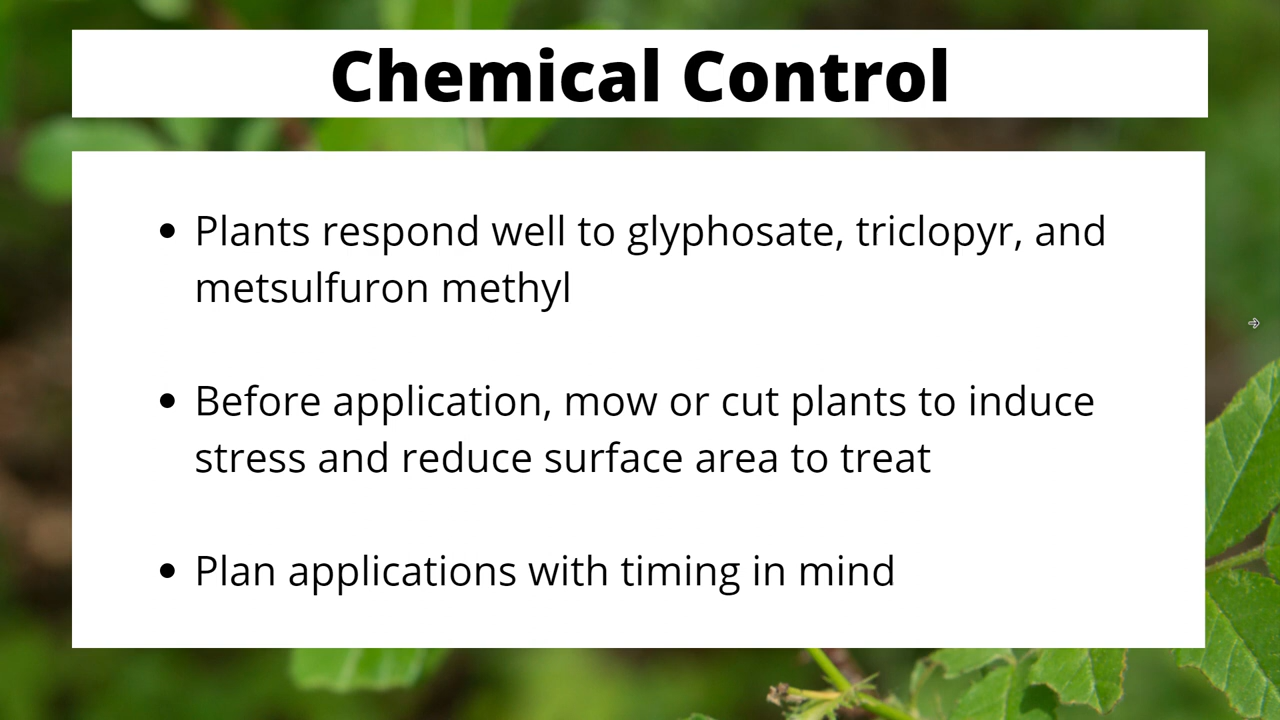 Chemical Control
• Plants respond well to glyphosate, triclopyr, and
metsulfuron methyl
• Before application, mow or cut plants to induce
stress and reduce surface area to treat
• Plan applications with timing in mind